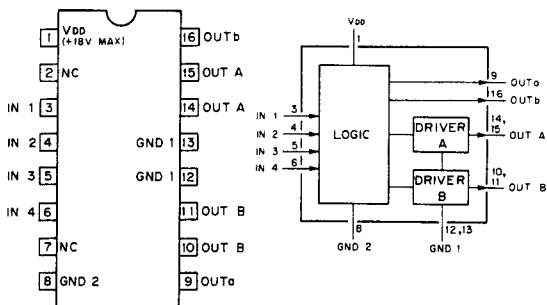 1 VDD 16 OUTb
(+18V MAX)
2 NC 15 OUT A
IN 1 3 14 OUT A
IN 2 4 GND 1 13
IN 3 5 GND 1 12
IN 4 6 11 OUT B
7 NC 10 OUT B
8 GND 2 9 OUTa
VDD
1
9 OUTa
16 OUTb
IN 1 3
IN 2 4
IN 3 5
IN 4 6
LOGIC
DRIVER
A
14,
15 OUT A
DRIVER
B
10,
11 OUT B
8
GND 2
12,13
GND 1